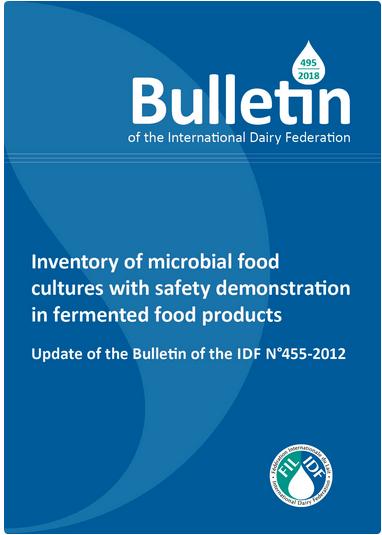 495
2018
Bulletin
of the International Dairy Federation
Inventory of microbial food
cultures with safety demonstration
in fermented food products
Update of the Bulletin of the IDF N°455-2012
Fédération Internationale du Lait
FIL IDF
International Dairy Federation